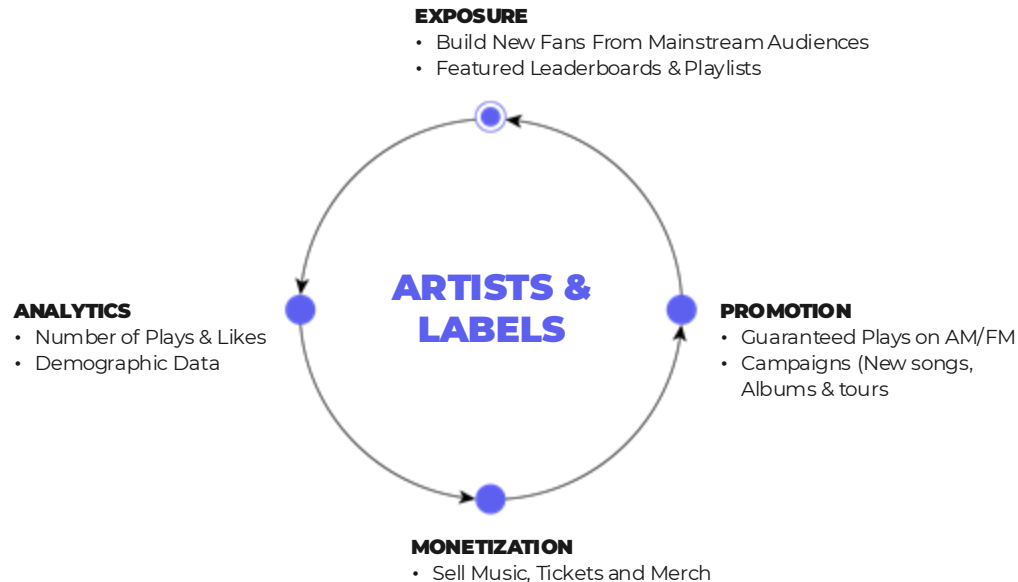 EXPOSURE
• Build New Fans From Mainstream Audiences
• Featured Leaderboards & Playlists
ARTISTS &
LABELS
ANALYTICS
• Number of Plays & Likes
• Demographic Data
PROMOTION
• Guaranteed Plays on AM/FM
• Campaigns (New songs,
Albums & tours
MONETIZATION
• Sell Music, Tickets and Merch